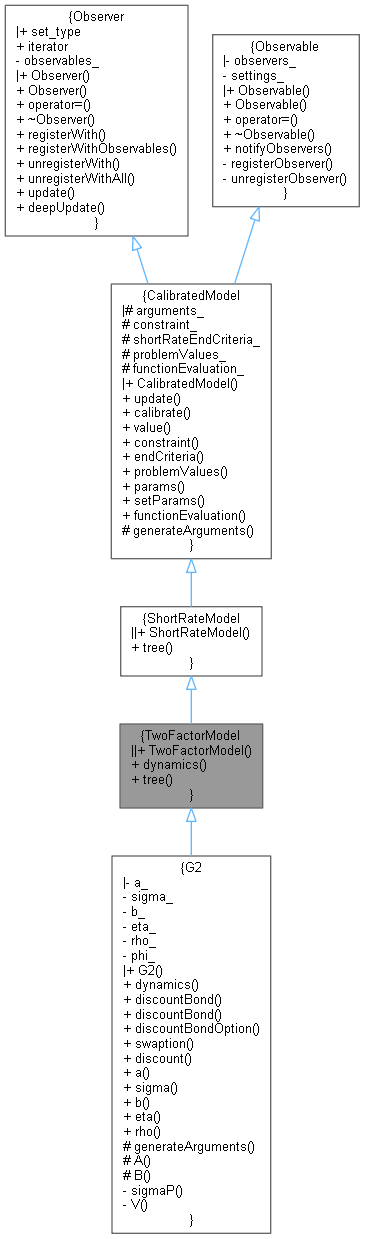 {Observer
|+ set_type
+ iterator
- observables_
|+ Observer()
+ Observer()
+ operator=()
+ ~Observer()
+ registerWith()
+ registerWithObservables()
+ unregisterWith()
+ unregisterWithAll()
+ update()
+ deepUpdate()
}
{Observable
|- observers_
- settings_
|+ Observable()
+ Observable()
+ operator=()
+ ~Observable()
+ notifyObservers()
- registerObserver()
- unregisterObserver()
}
{CalibratedModel
|# arguments_
# constraint_
# shortRateEndCriteria_
# problemValues_
# functionEvaluation_
|+ CalibratedModel()
+ update()
+ calibrate()
+ value()
+ constraint()
+ endCriteria()
+ problemValues()
+ params()
+ setParams()
+ functionEvaluation()
# generateArguments()
}
{ShortRateModel
||+ ShortRateModel()
+ tree()
}
{TwoFactorModel
||+ TwoFactorModel()
+ dynamics()
+ tree()
}
{G2
|- a_
- sigma_
- b_
- eta_
- rho_
- phi_
|+ G2()
+ dynamics()
+ discountBond()
+ discountBond()
+ discountBondOption()
+ swaption()
+ discount()
+ a()
+ sigma()
+ b()
+ eta()
+ rho()
# generateArguments()
# A()
# B()
- sigmaP()
- V()
}